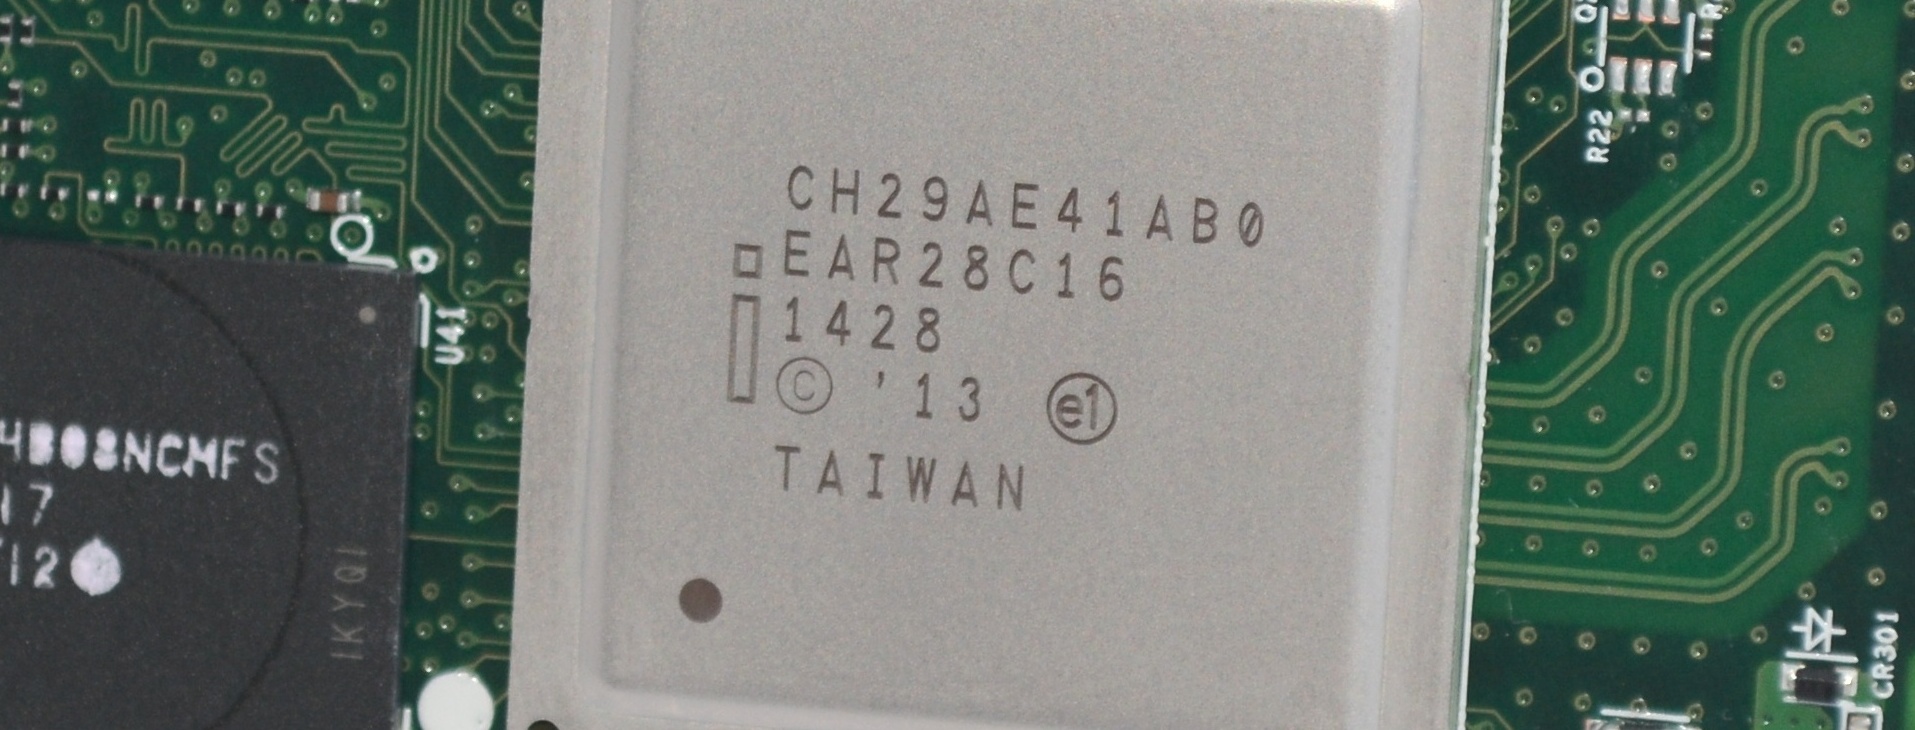 CH29AE41AB0
EAR28C16
1428
© '13 e1
TAIWAN
U41
4B08NCMFS
17
12
IKYQI
R22
CR301